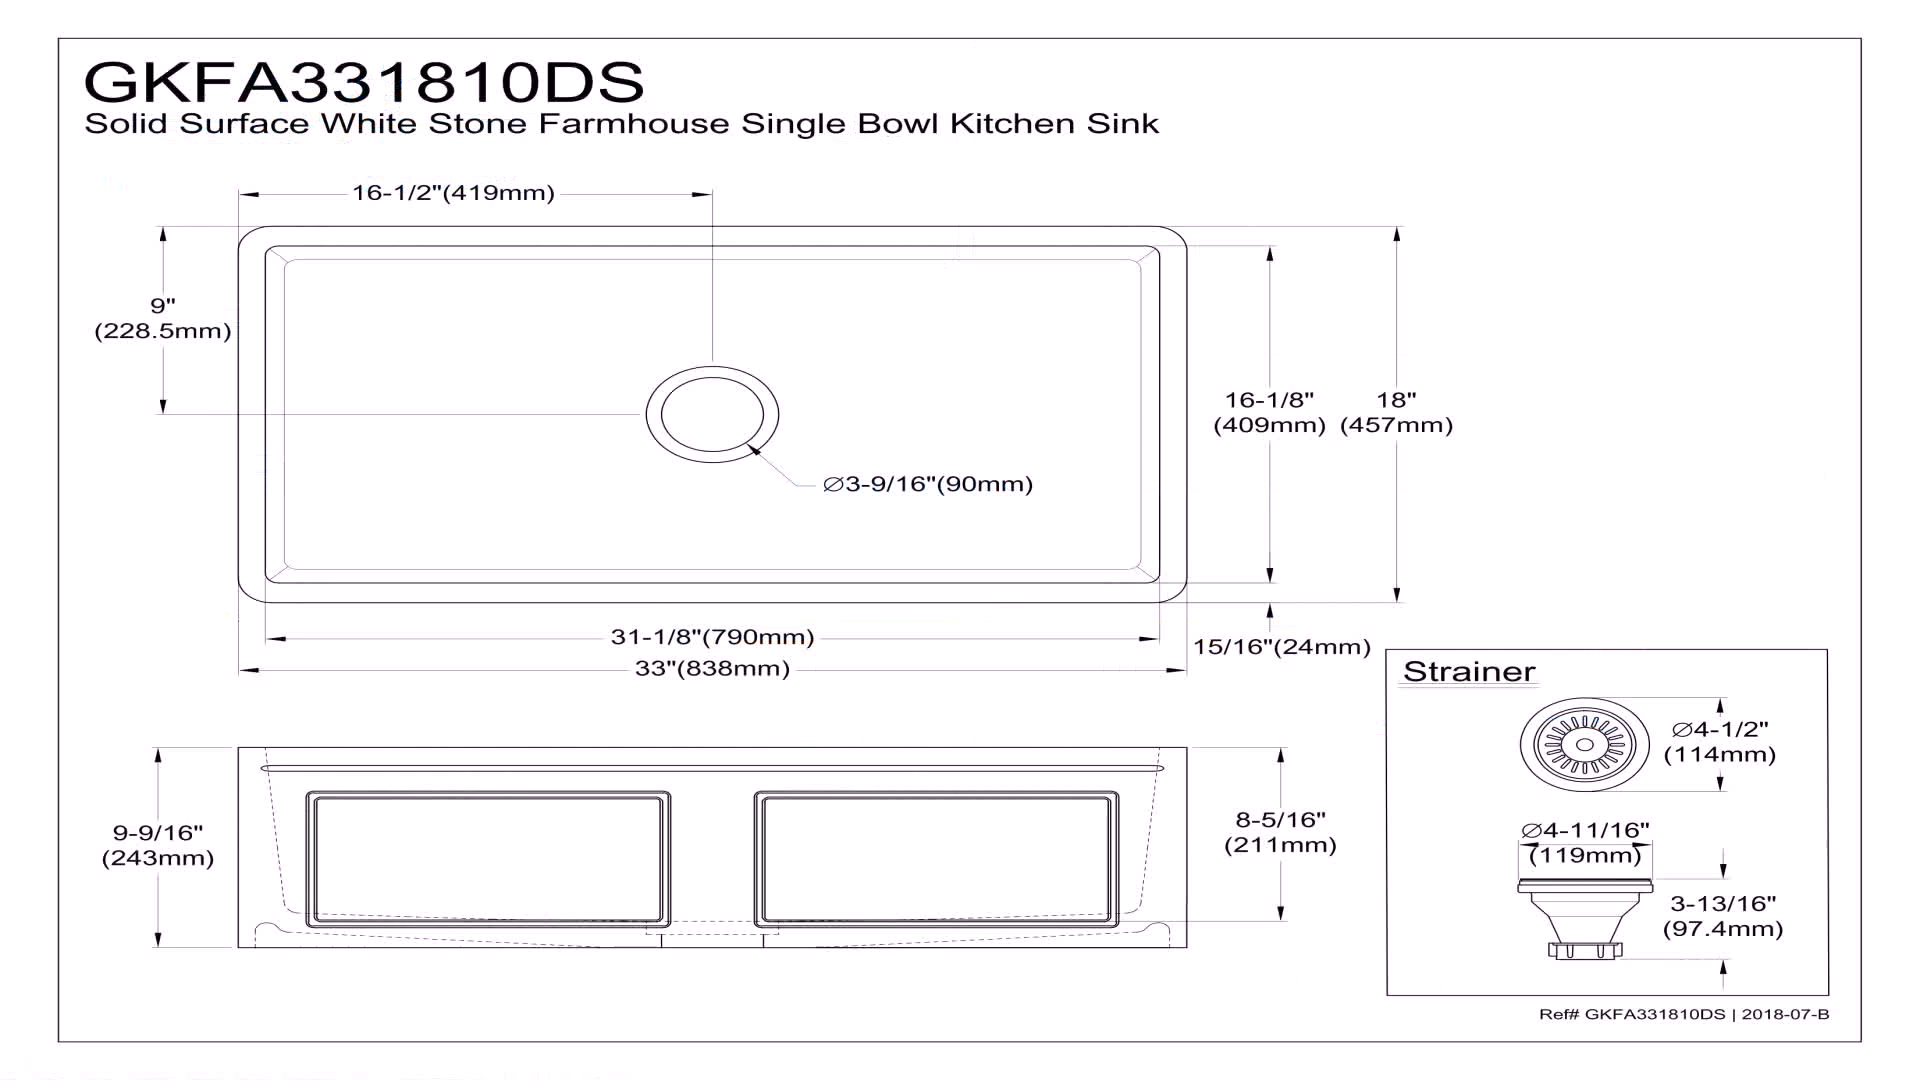 GKFA331810DS
Solid Surface White Stone Farmhouse Single Bowl Kitchen Sink
16-1/2"(419mm)
9"
(228.5mm)
16-1/8"
(409mm)
18"
(457mm)
∅3-9/16"(90mm)
31-1/8"(790mm)
15/16"(24mm)
33"(838mm)
Strainer
∅4-1/2"
(114mm)
9-9/16"
(243mm)
8-5/16"
(211mm)
∅4-11/16"
(119mm)
3-13/16"
(97.4mm)
Ref# GKFA331810DS | 2018-07-B